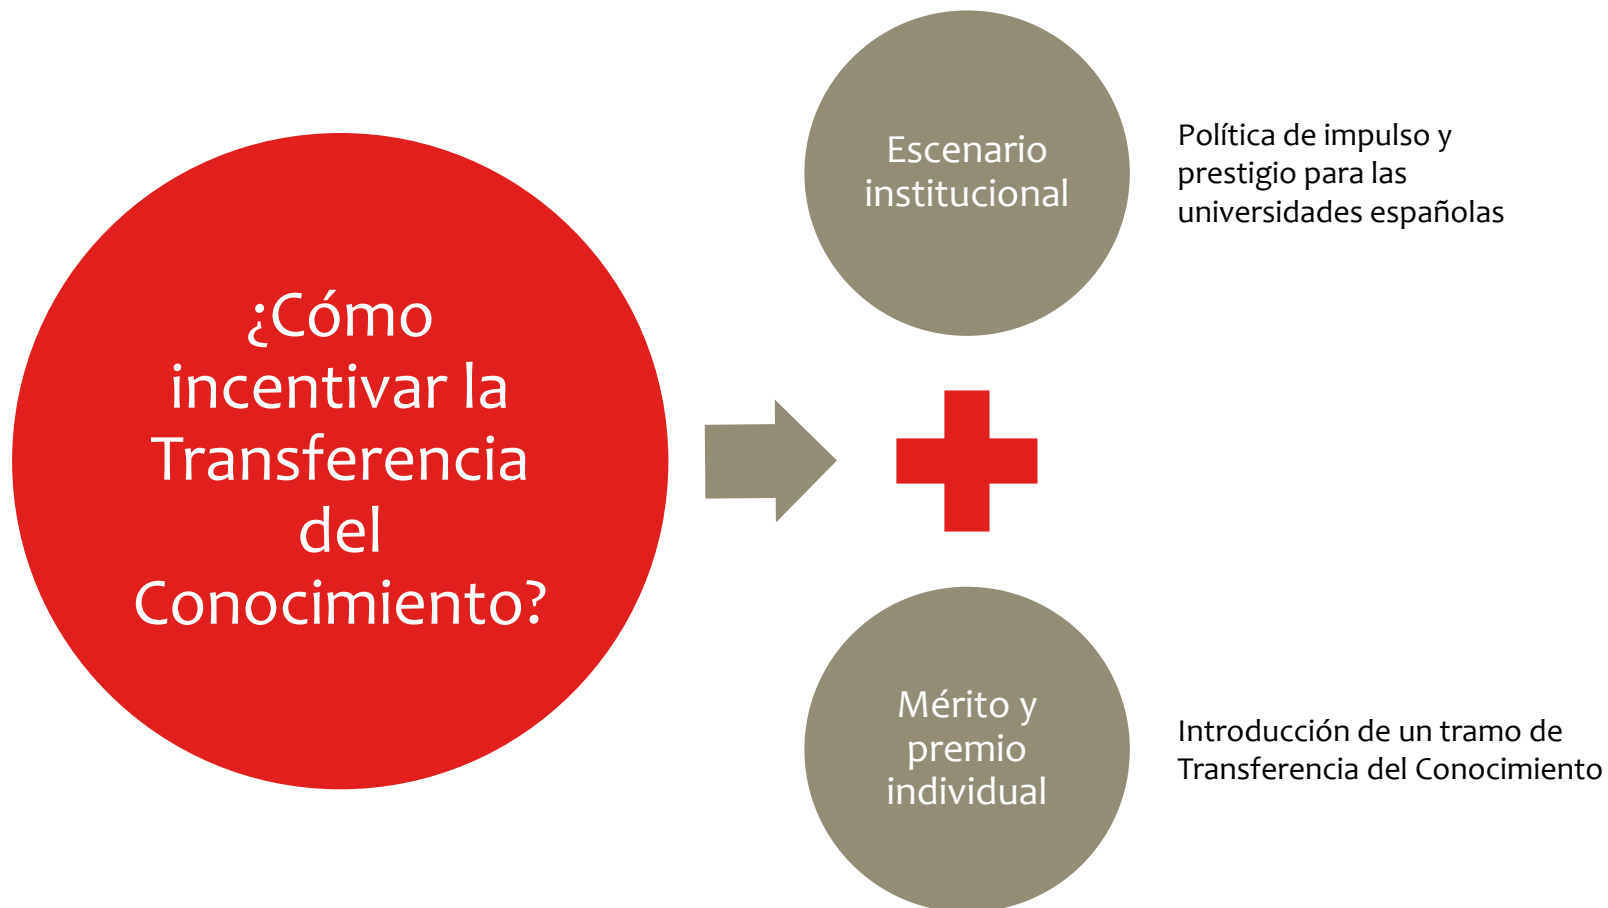 ¿Cómo
incentivar la
Transferencia
del
Conocimiento?
Escenario
institucional
Política de impulso y
prestigio para las
universidades españolas
Mérito y
premio
individual
Introducción de un tramo de
Transferencia del Conocimiento